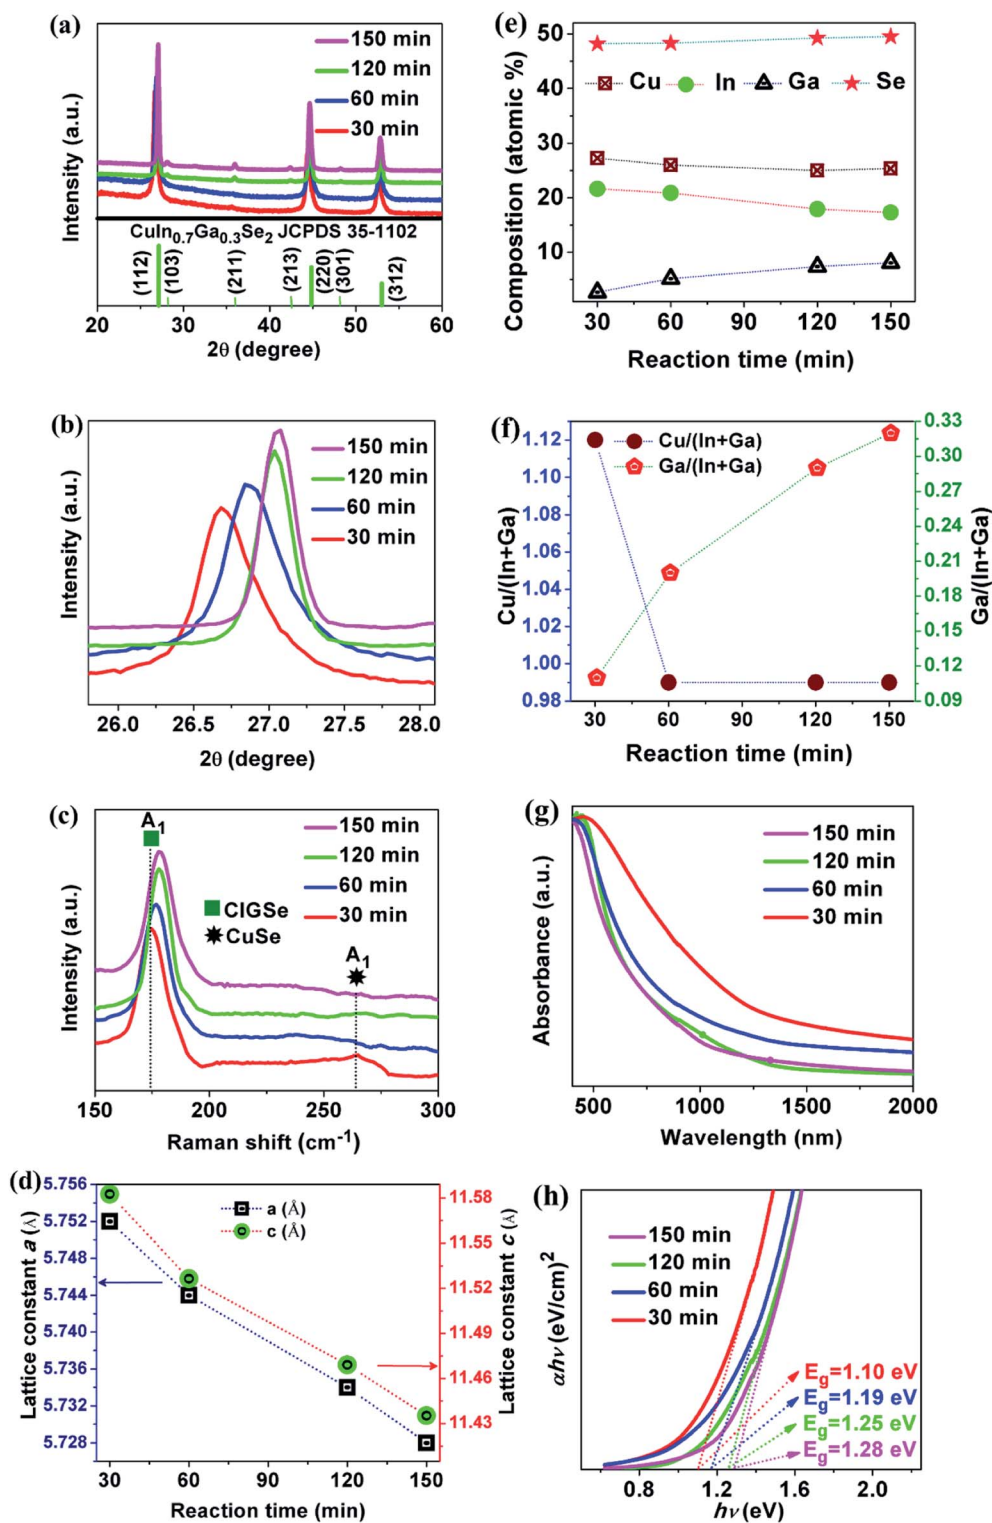 (a)
150 min
120 min
60 min
30 min
Intensity (a.u.)
CuIn0.7Ga0.3Se2 JCPDS 35-1102
(112)
(103)
(211)
(213)
(220)
(301)
(312)
20 30 40 50 60
2θ (degree)
(e)
50
40
30
20
10
Cu In Ga Se
Composition (atomic %)
30 60 90 120 150
Reaction time (min)
(b)
150 min
120 min
60 min
30 min
Intensity (a.u.)
26.0 26.5 27.0 27.5 28.0
2θ (degree)
(f)
Cu/(In+Ga)
Ga/(In+Ga)
1.12
1.10
1.08
1.06
1.04
1.02
1.00
0.98
Cu/(In+Ga)
0.33
0.30
0.27
0.24
0.21
0.18
0.15
0.12
0.09
Ga/(In+Ga)
30 60 90 120 150
Reaction time (min)
(c)
A1
150 min
120 min
60 min
30 min
CIGSe
CuSe
A1
Intensity (a.u.)
150 200 250 300
Raman shift (cm-1)
(g)
150 min
120 min
60 min
30 min
Absorbance (a.u.)
500 1000 1500 2000
Wavelength (nm)
(d)
5.756
5.752
5.748
5.744
5.740
5.736
5.732
5.728
Lattice constant a (Å)
a (Å)
c (Å)
11.58
11.55
11.52
11.49
11.46
11.43
Lattice constant c (Å)
30 60 90 120 150
Reaction time (min)
(h)
150 min
120 min
60 min
30 min
αhν (eV/cm)2
Eg=1.10 eV
Eg=1.19 eV
Eg=1.25 eV
Eg=1.28 eV
0.8 1.2 1.6 2.0
hν (eV)